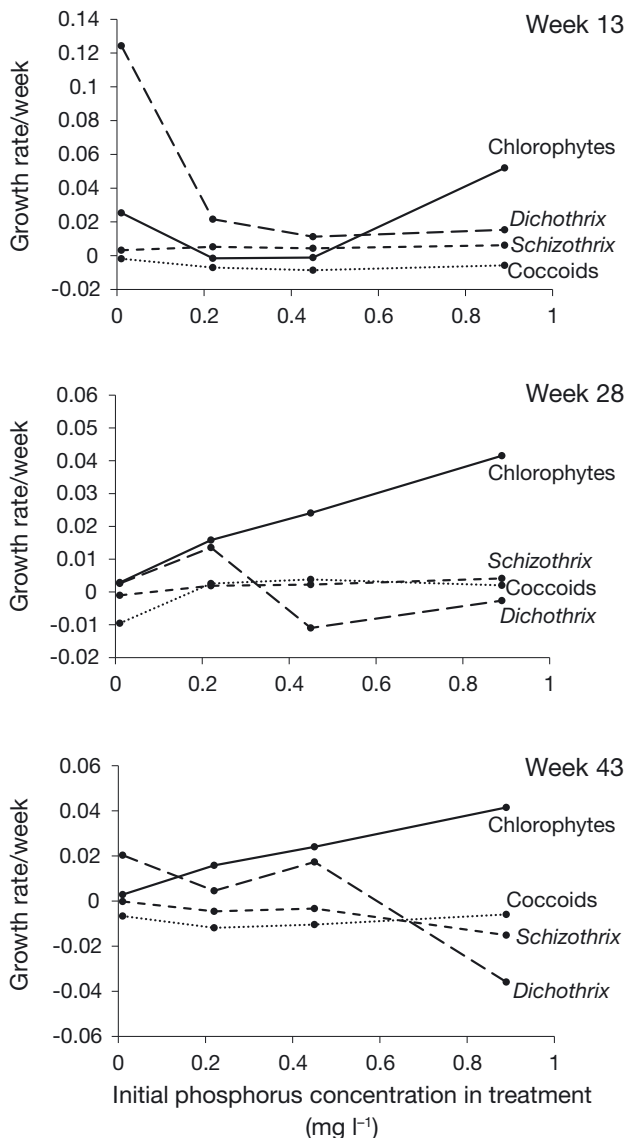 Week 13
Growth rate/week
0.14
0.12
0.1
0.08
0.06
0.04
0.02
0
-0.02
Chlorophytes
Dichothrix
Schizothrix
Coccoids
0 0.2 0.4 0.6 0.8 1
Week 28
Growth rate/week
0.06
0.05
0.04
0.03
0.02
0.01
0
-0.01
-0.02
Chlorophytes
Schizothrix
Coccoids
Dichothrix
0 0.2 0.4 0.6 0.8 1
Week 43
Growth rate/week
0.06
0.04
0.02
0
-0.02
-0.04
-0.06
Chlorophytes
Coccoids
Schizothrix
Dichothrix
0 0.2 0.4 0.6 0.8 1
Initial phosphorus concentration in treatment
(mg l⁻¹)